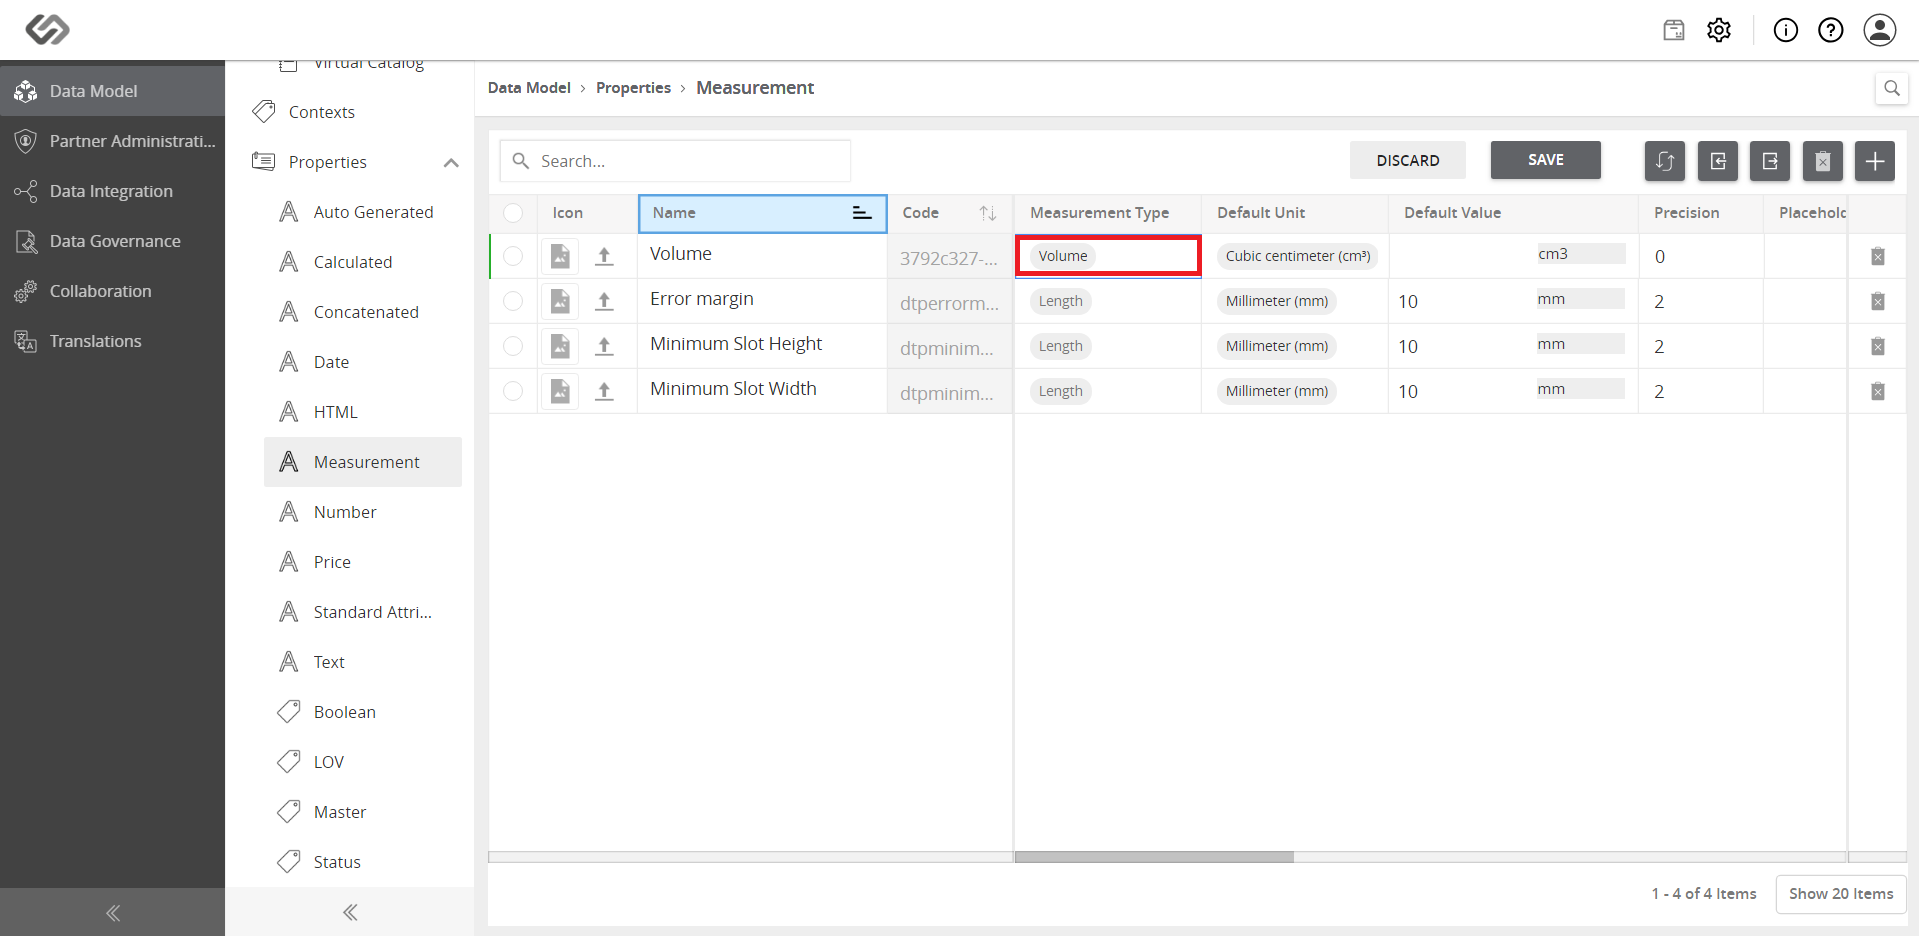 Data Model
Partner Administrati...
Data Integration
Data Governance
Collaboration
Translations
Virtual Catalog
Contexts
Properties
Auto Generated
Calculated
Concatenated
Date
HTML
Measurement
Number
Price
Standard Attri...
Text
Boolean
LOV
Master
Status
Data Model › Properties › Measurement
Search...
DISCARD
SAVE
Icon Name Code Measurement Type Default Unit Default Value Precision Placehold
Volume 3792c327-... Volume Cubic centimeter (cm³) cm3 0
Error margin dtperrorm... Length Millimeter (mm) 10 mm 2
Minimum Slot Height dtpminim... Length Millimeter (mm) 10 mm 2
Minimum Slot Width dtpminim... Length Millimeter (mm) 10 mm 2
1 - 4 of 4 Items
Show 20 Items